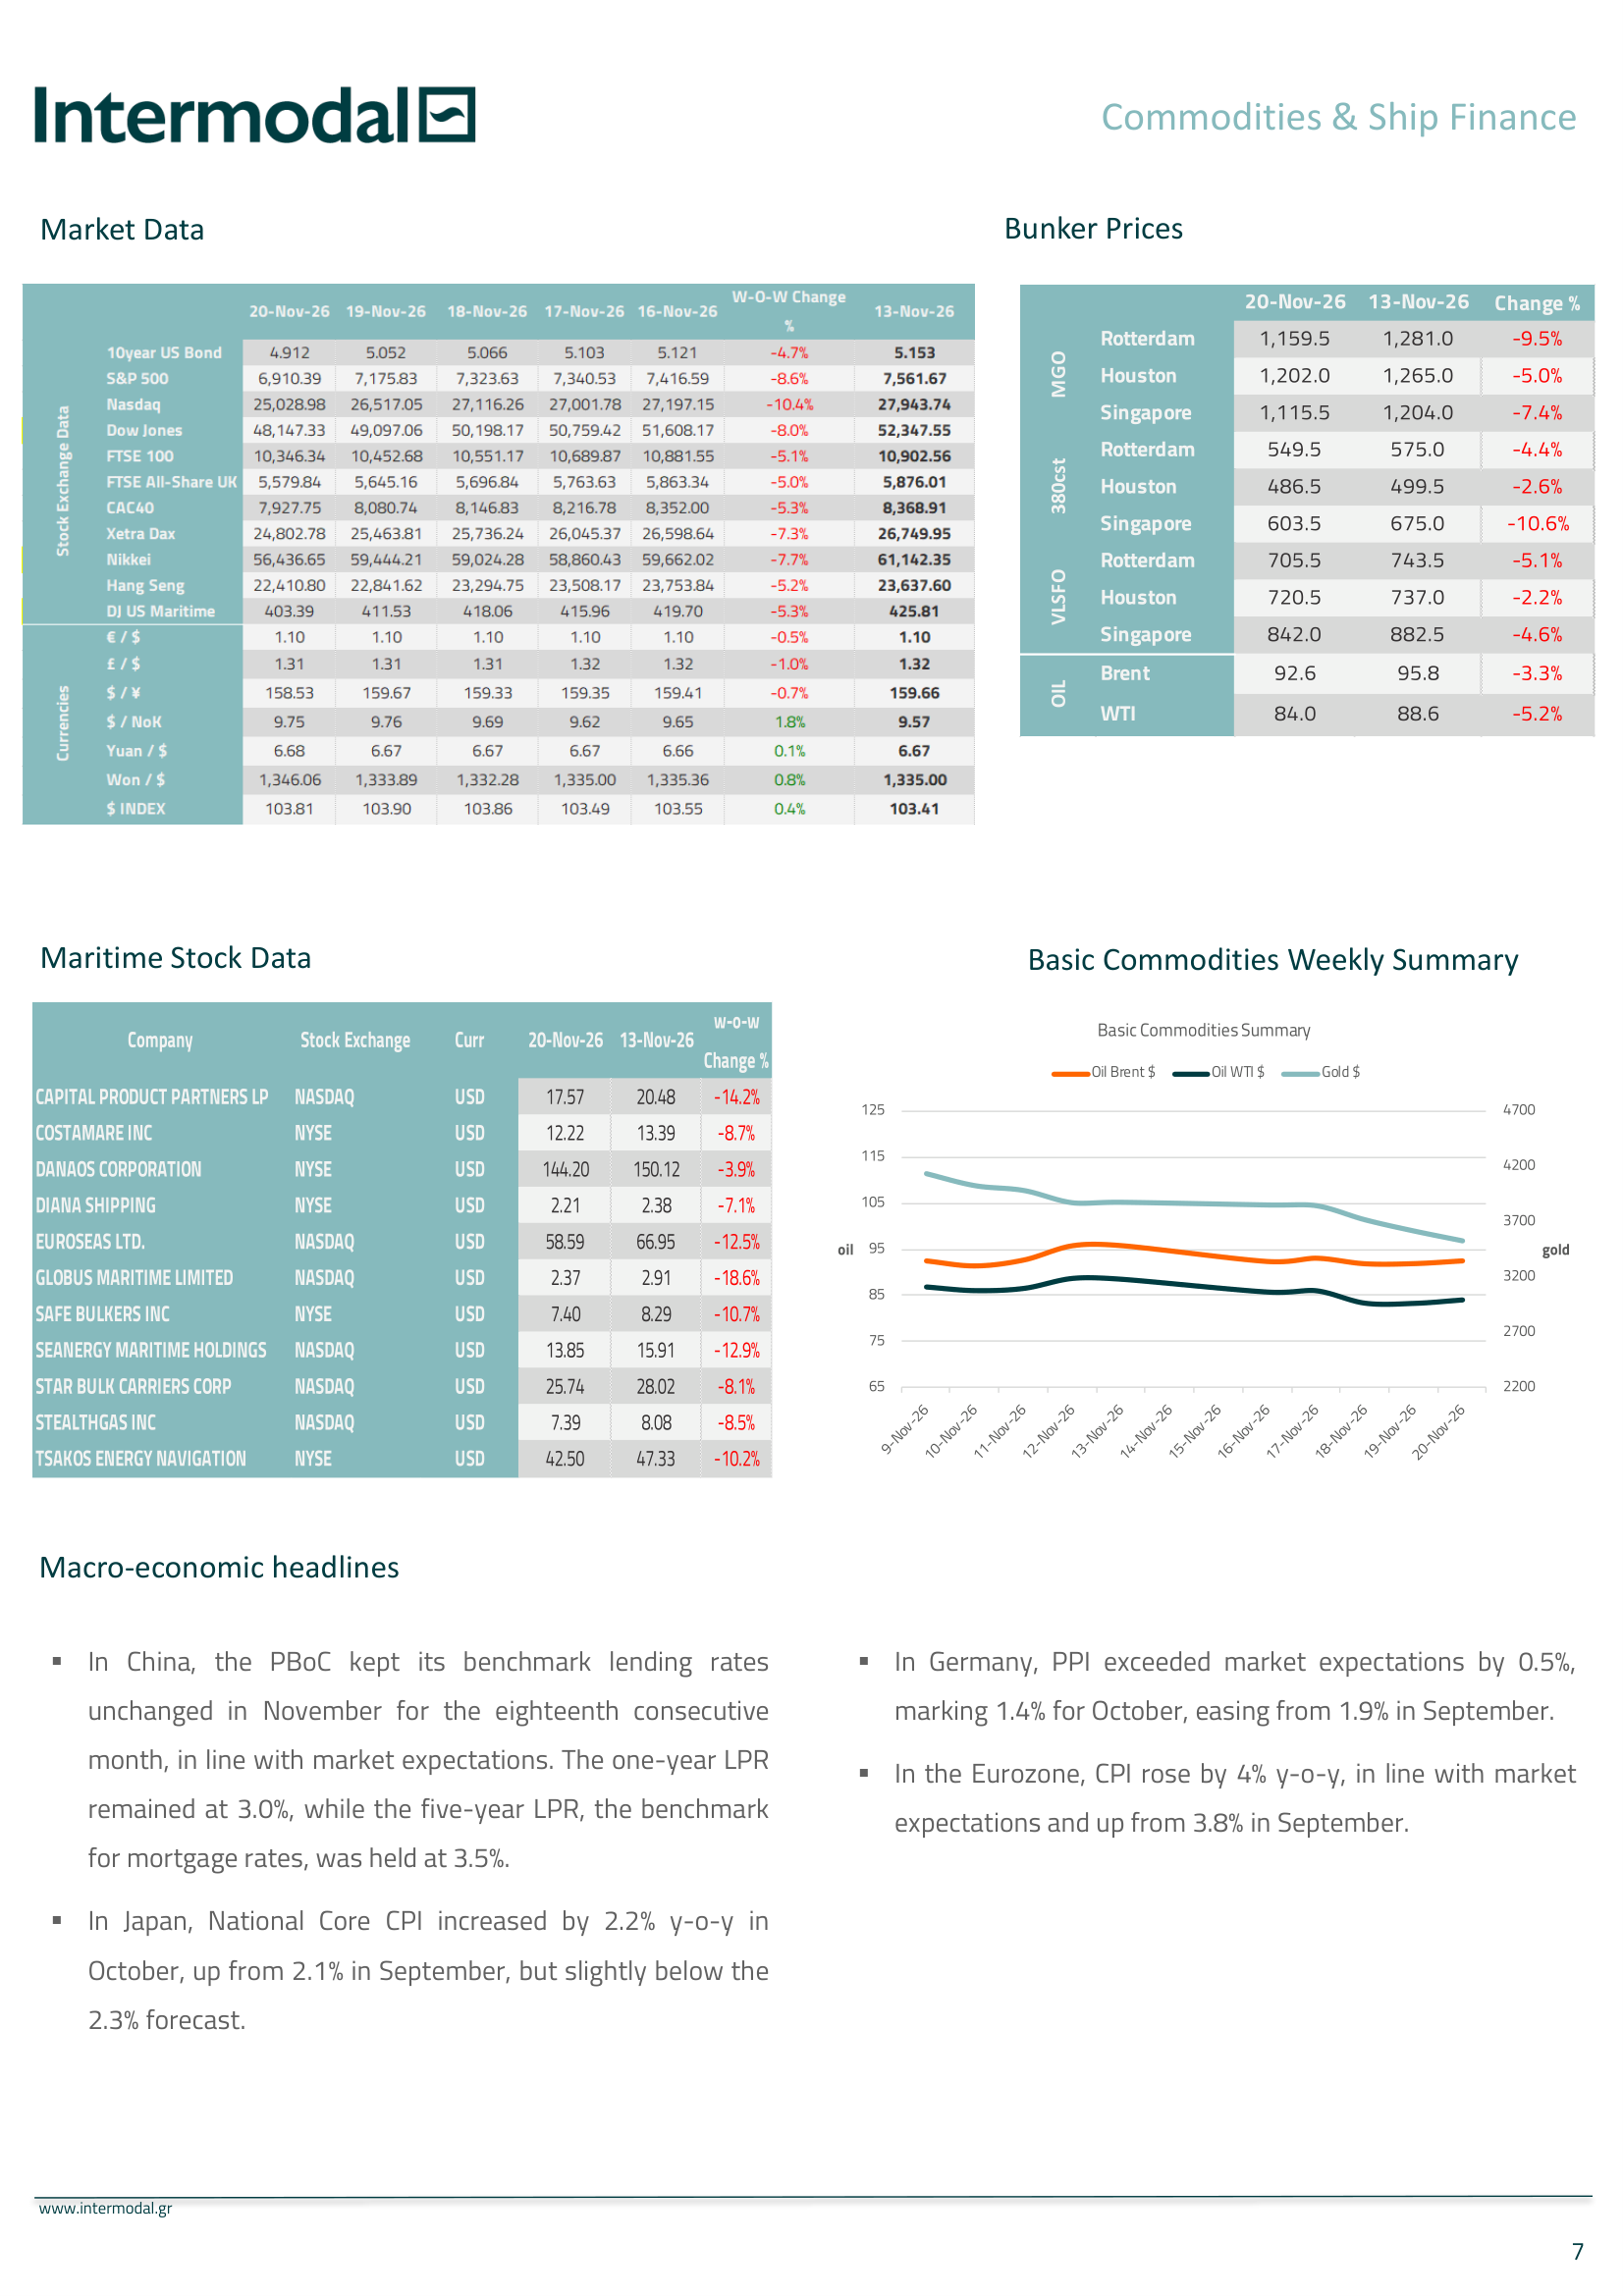 Intermodal
Commodities & Ship Finance
Market Data
20-Nov-26 19-Nov-26 18-Nov-26 17-Nov-26 16-Nov-26 W-O-W Change % 13-Nov-26
Stock Exchange Data
10year US Bond 4.912 5.052 5.066 5.103 5.121 -4.7% 5.153
S&P 500 6,910.39 7,175.83 7,323.63 7,340.53 7,416.59 -8.6% 7,561.67
Nasdaq 25,028.98 26,517.05 27,116.26 27,001.78 27,197.15 -10.4% 27,943.74
Dow Jones 48,147.33 49,097.06 50,198.17 50,759.42 51,608.17 -8.0% 52,347.55
FTSE 100 10,346.34 10,452.68 10,551.17 10,689.87 10,881.55 -5.1% 10,902.56
FTSE All-Share UK 5,579.84 5,645.16 5,696.84 5,763.63 5,863.34 -5.0% 5,876.01
CAC40 7,927.75 8,080.74 8,146.83 8,216.78 8,352.00 -5.3% 8,368.91
Xetra Dax 24,802.78 25,463.81 25,736.24 26,045.37 26,598.64 -7.3% 26,749.95
Nikkei 56,436.65 59,444.21 59,024.28 58,860.43 59,662.02 -7.7% 61,142.35
Hang Seng 22,410.80 22,841.62 23,294.75 23,508.17 23,753.84 -5.2% 23,637.60
DJ US Maritime 403.39 411.53 418.06 415.96 419.70 -5.3% 425.81
Currencies
€ / $ 1.10 1.10 1.10 1.10 1.10 -0.5% 1.10
£ / $ 1.31 1.31 1.31 1.32 1.32 -1.0% 1.32
$ / ¥ 158.53 159.67 159.33 159.35 159.41 -0.7% 159.66
$ / NoK 9.75 9.76 9.69 9.62 9.65 1.8% 9.57
Yuan / $ 6.68 6.67 6.67 6.67 6.66 0.1% 6.67
Won / $ 1,346.06 1,333.89 1,332.28 1,335.00 1,335.36 0.8% 1,335.00
$ INDEX 103.81 103.90 103.86 103.49 103.55 0.4% 103.41
Bunker Prices
20-Nov-26 13-Nov-26 Change %
MGO
Rotterdam 1,159.5 1,281.0 -9.5%
Houston 1,202.0 1,265.0 -5.0%
Singapore 1,115.5 1,204.0 -7.4%
380cst
Rotterdam 549.5 575.0 -4.4%
Houston 486.5 499.5 -2.6%
Singapore 603.5 675.0 -10.6%
VLSFO
Rotterdam 705.5 743.5 -5.1%
Houston 720.5 737.0 -2.2%
Singapore 842.0 882.5 -4.6%
OIL
Brent 92.6 95.8 -3.3%
WTI 84.0 88.6 -5.2%
Maritime Stock Data
Company Stock Exchange Curr 20-Nov-26 13-Nov-26 w-o-w Change %
CAPITAL PRODUCT PARTNERS LP NASDAQ USD 17.57 20.48 -14.2%
COSTAMARE INC NYSE USD 12.22 13.39 -8.7%
DANAOS CORPORATION NYSE USD 144.20 150.12 -3.9%
DIANA SHIPPING NYSE USD 2.21 2.38 -7.1%
EUROSEAS LTD. NASDAQ USD 58.59 66.95 -12.5%
GLOBUS MARITIME LIMITED NASDAQ USD 2.37 2.91 -18.6%
SAFE BULKERS INC NYSE USD 7.40 8.29 -10.7%
SEANERGY MARITIME HOLDINGS NASDAQ USD 13.85 15.91 -12.9%
STAR BULK CARRIERS CORP NASDAQ USD 25.74 28.02 -8.1%
STEALTHGAS INC NASDAQ USD 7.39 8.08 -8.5%
TSAKOS ENERGY NAVIGATION NYSE USD 42.50 47.33 -10.2%
Basic Commodities Weekly Summary
Basic Commodities Summary
Oil Brent $ Oil WTI $ Gold $
125
115
105
95
85
75
65
oil
4700
4200
3700
3200
2700
2200
gold
9-Nov-26 10-Nov-26 11-Nov-26 12-Nov-26 13-Nov-26 14-Nov-26 15-Nov-26 16-Nov-26 17-Nov-26 18-Nov-26 19-Nov-26 20-Nov-26
Macro-economic headlines
▪ In China, the PBoC kept its benchmark lending rates
unchanged in November for the eighteenth consecutive
month, in line with market expectations. The one-year LPR
remained at 3.0%, while the five-year LPR, the benchmark
for mortgage rates, was held at 3.5%.
▪ In Japan, National Core CPI increased by 2.2% y-o-y in
October, up from 2.1% in September, but slightly below the
2.3% forecast.
▪ In Germany, PPI exceeded market expectations by 0.5%,
marking 1.4% for October, easing from 1.9% in September.
▪ In the Eurozone, CPI rose by 4% y-o-y, in line with market
expectations and up from 3.8% in September.
www.intermodal.gr
7